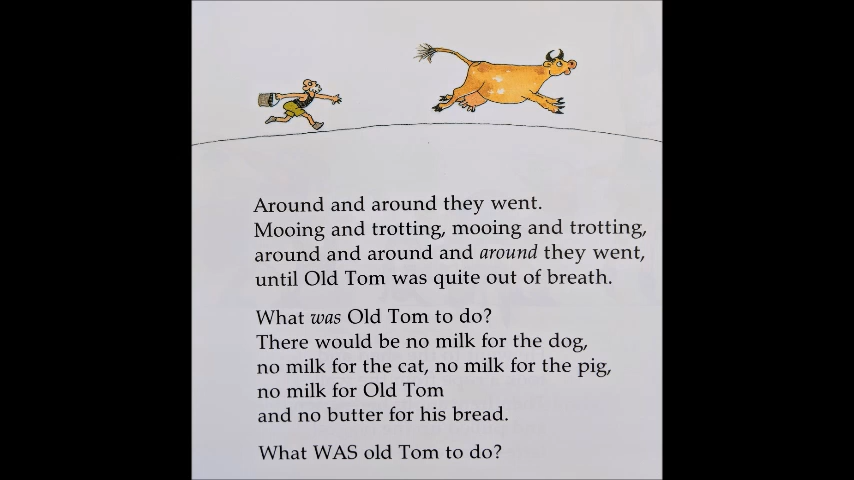 Around and around they went.
Mooing and trotting, mooing and trotting,
around and around and around they went,
until Old Tom was quite out of breath.
What was Old Tom to do?
There would be no milk for the dog,
no milk for the cat, no milk for the pig,
no milk for Old Tom
and no butter for his bread.
What WAS old Tom to do?